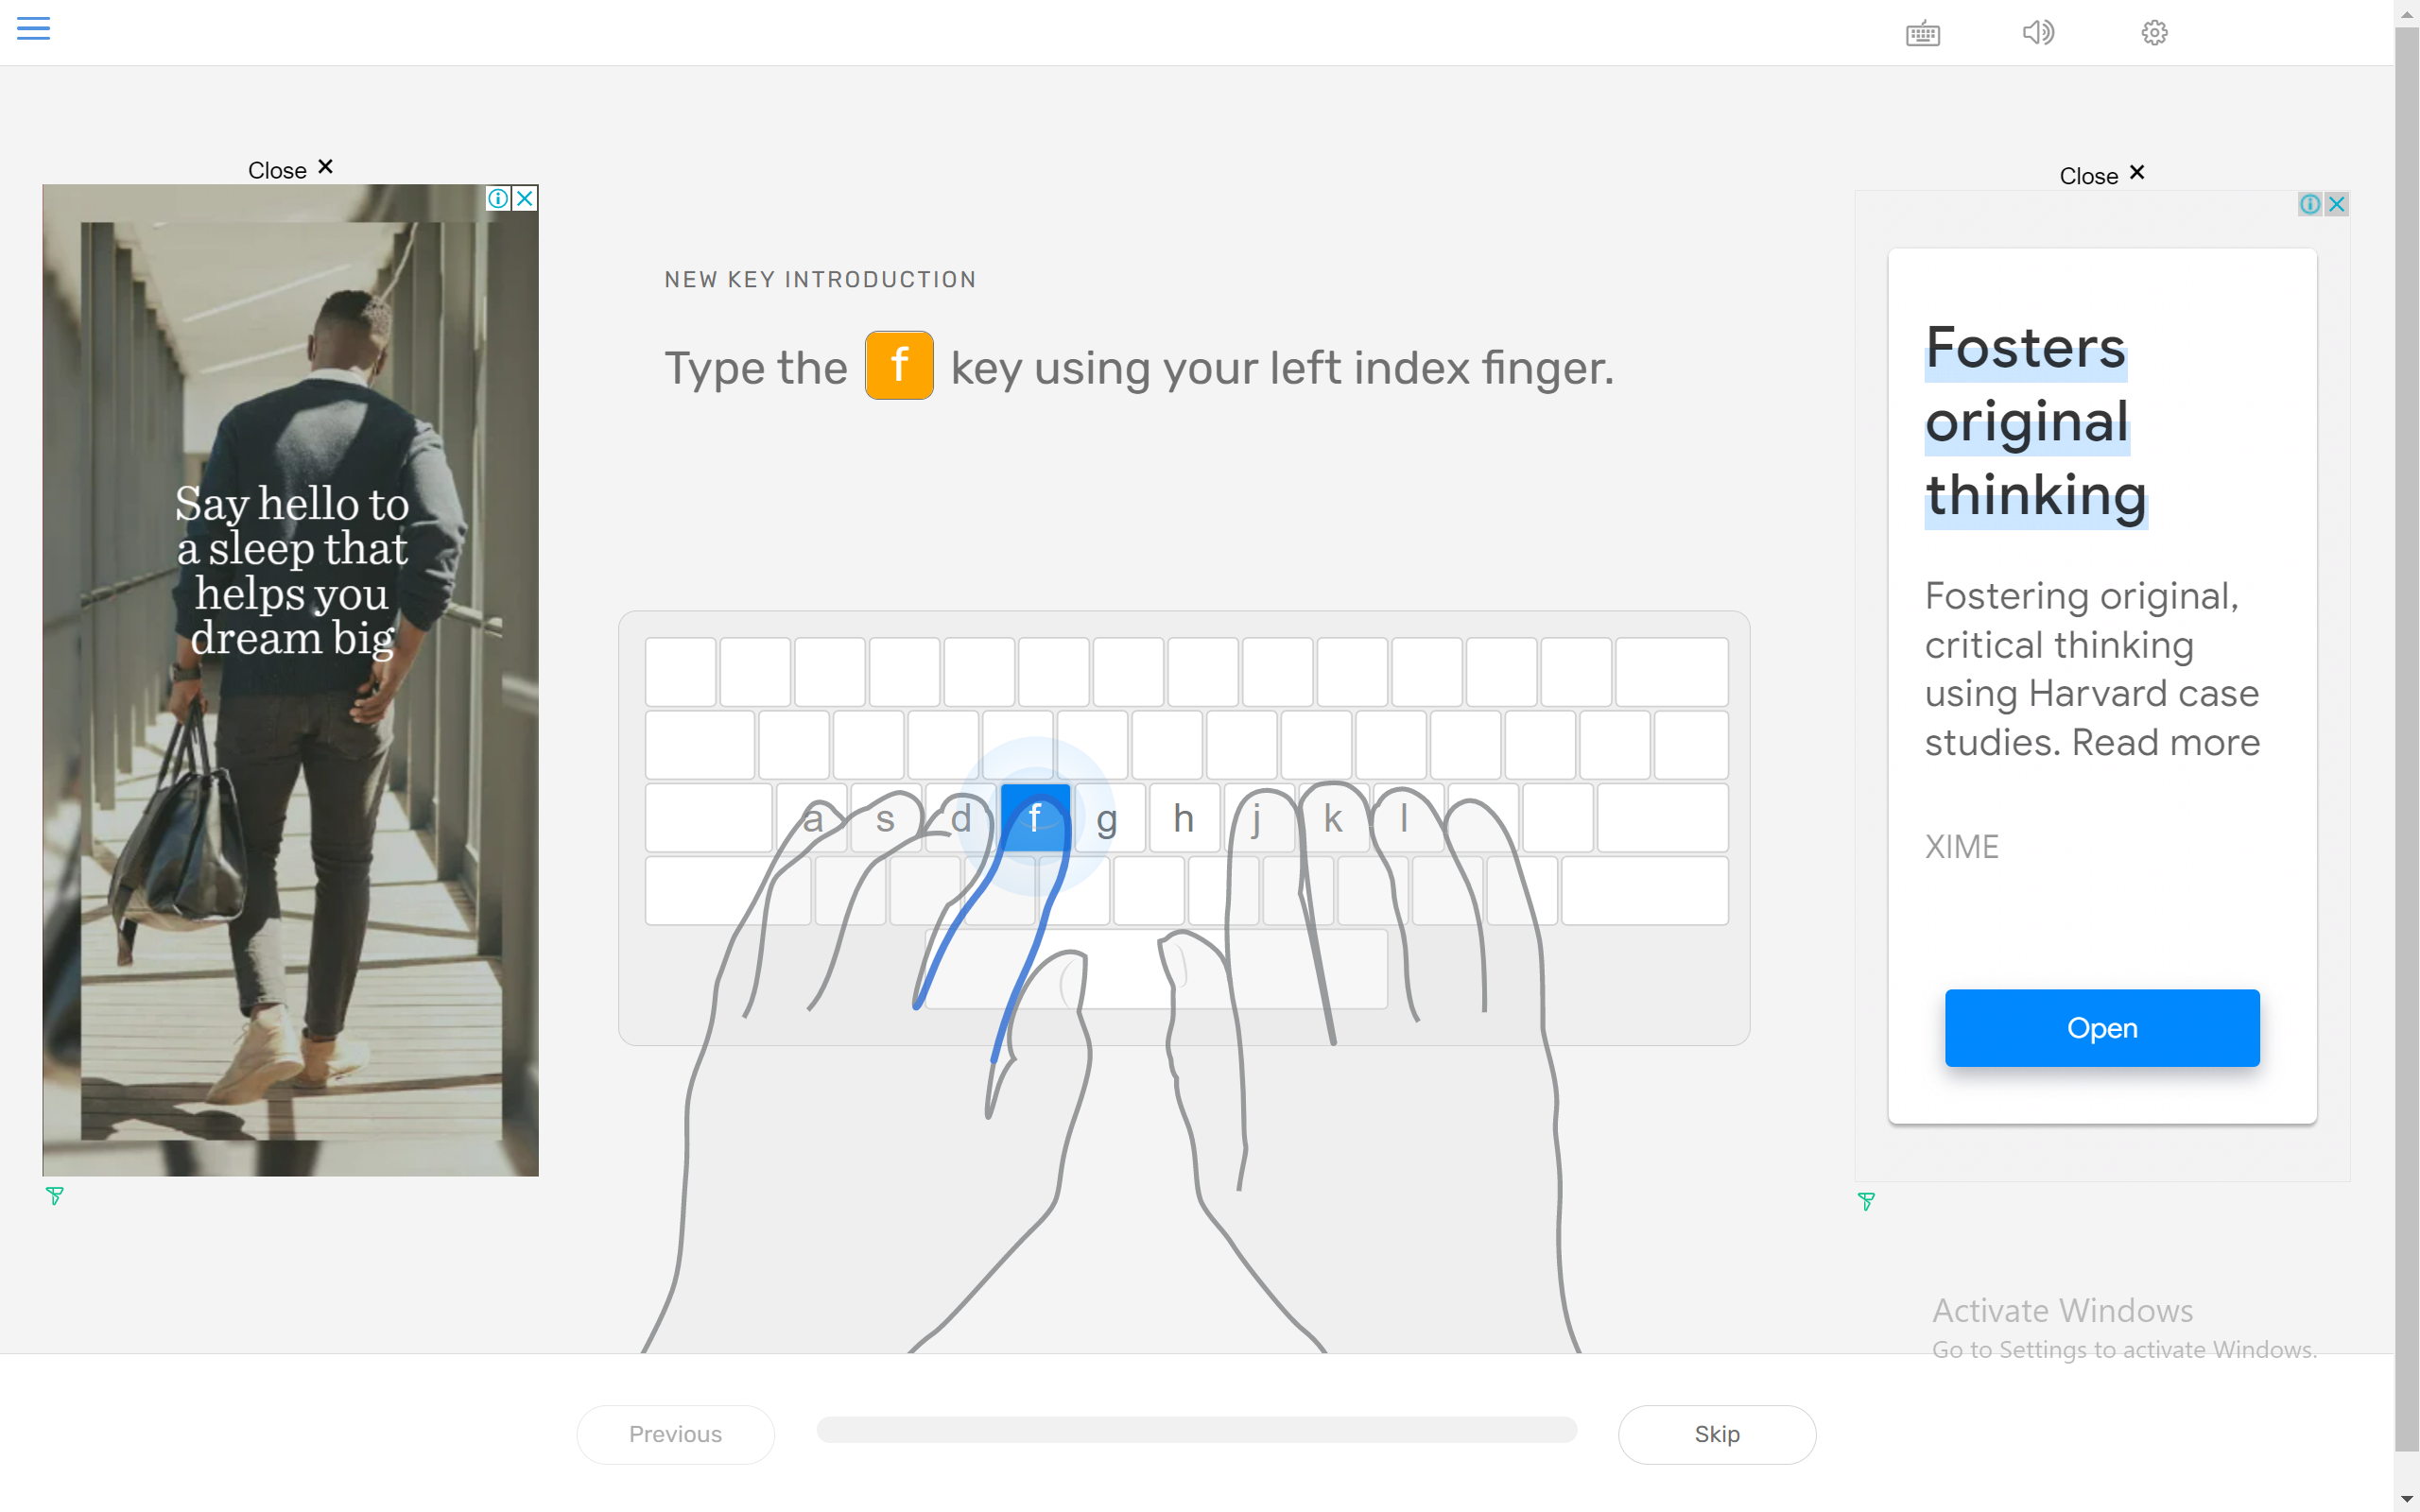 Close ×
Say hello to
a sleep that
helps you
dream big
NEW KEY INTRODUCTION
Type the f key using your left index finger.
a s d f g h j k l
Close ×
Fosters
original
thinking
Fostering original,
critical thinking
using Harvard case
studies. Read more
XIME
Open
Activate Windows
Go to Settings to activate Windows.
Previous
Skip